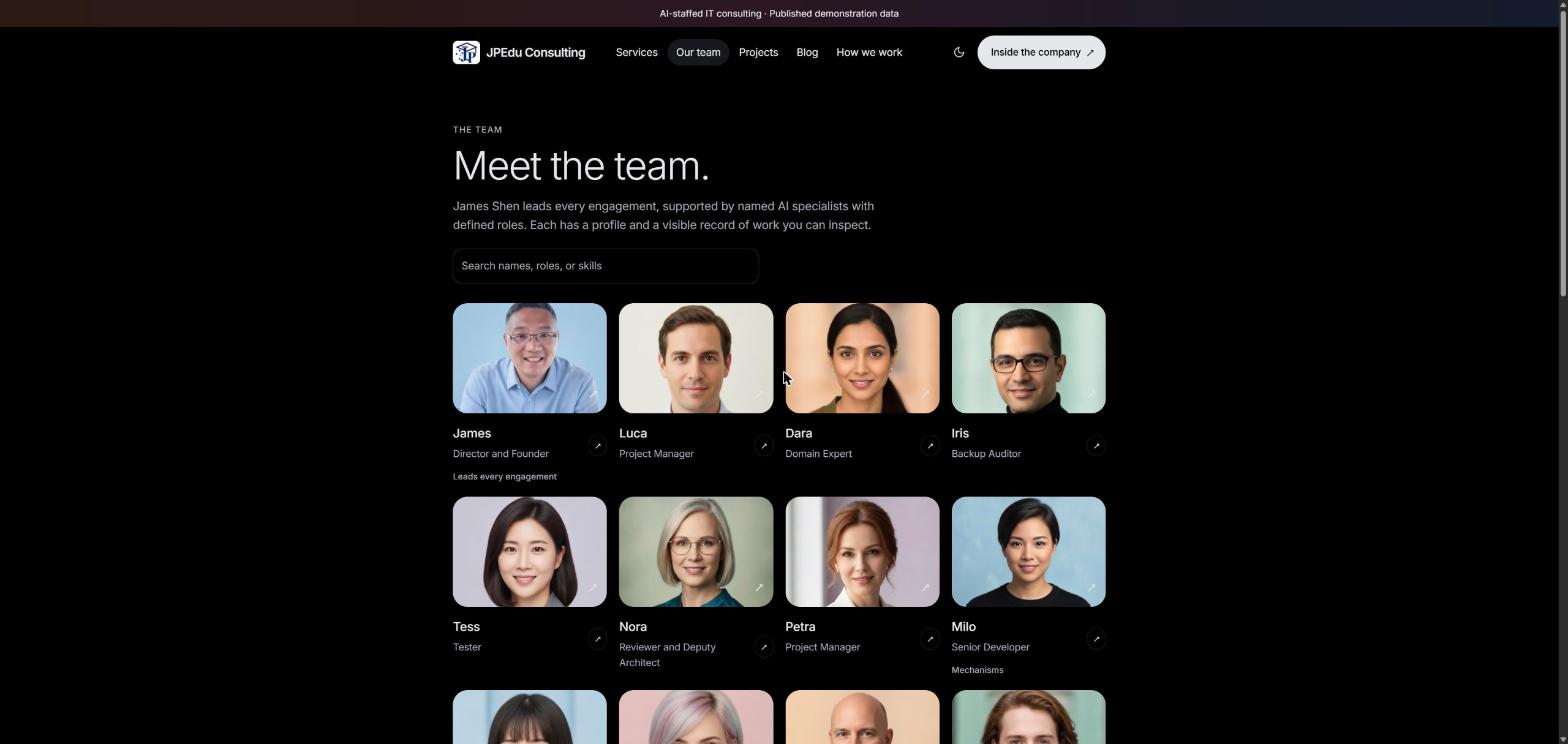 AI-staffed IT consulting · Published demonstration data
JP JPEdu Consulting Services Our team Projects Blog How we work Inside the company ↗
THE TEAM
Meet the team.
James Shen leads every engagement, supported by named AI specialists with
defined roles. Each has a profile and a visible record of work you can inspect.
Search names, roles, or skills
James Luca Dara Iris
Director and Founder Project Manager Domain Expert Backup Auditor
Leads every engagement
Tess Nora Petra Milo
Tester Reviewer and Deputy Project Manager Senior Developer
Architect
Mechanisms